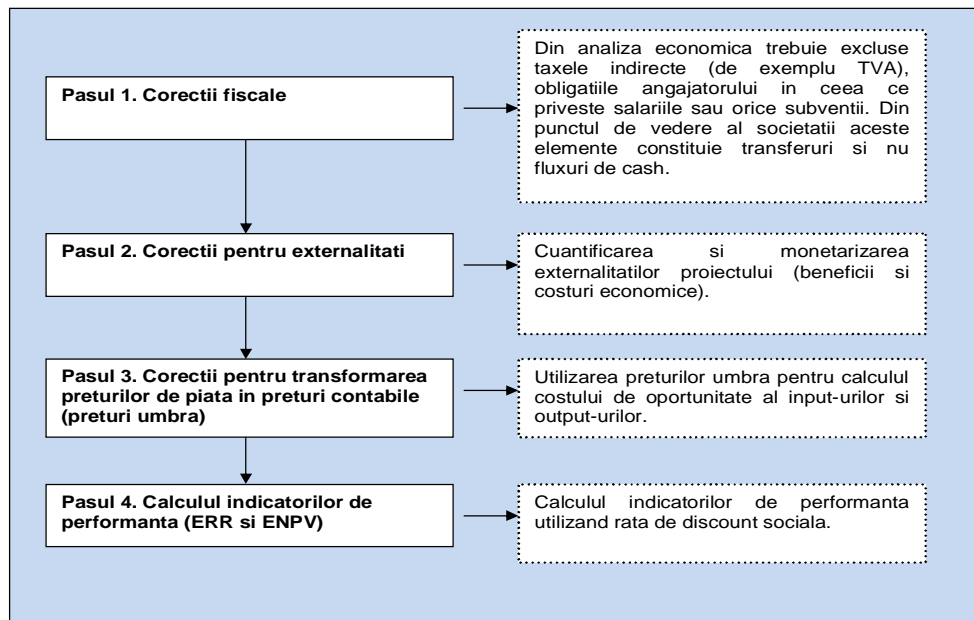 Pasul 1. Corectii fiscale
Din analiza economica trebuie excluse
taxele indirecte (de exemplu TVA),
obligatiile angajatorului in ceea ce
priveste salariile sau orice subventii. Din
punctul de vedere al societatii aceste
elemente constituie transferuri si nu
fluxuri de cash.
Pasul 2. Corectii pentru externalitati
Cuantificarea si monetarizarea
externalitatilor proiectului (beneficii si
costuri economice).
Pasul 3. Corectii pentru transformarea
preturilor de piata in preturi contabile
(preturi umbra)
Utilizarea preturilor umbra pentru calculul
costului de oportunitate al input-urilor si
output-urilor.
Pasul 4. Calculul indicatorilor de
performanta (ERR si ENPV)
Calculul indicatorilor de performanta
utilizand rata de discount sociala.